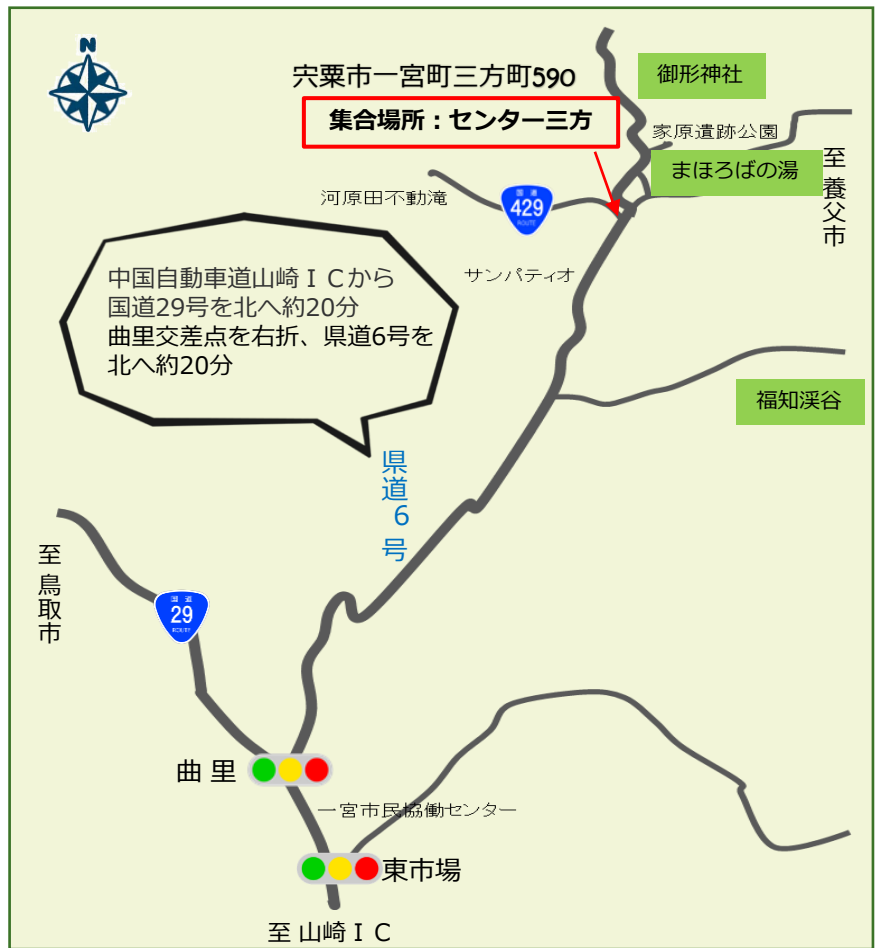 N
宍粟市一宮町三方町590
集合場所：センター三方
御形神社
家原遺跡公園
まほろばの湯
至養父市
河原田不動滝
国道
429
ROUTE
サンパティオ
中国自動車道山崎ＩＣから
国道29号を北へ約20分
曲里交差点を右折、県道6号を
北へ約20分
福知渓谷
県道６号
至鳥取市
国道
29
ROUTE
曲里
一宮市民協働センター
東市場
至 山崎ＩＣ